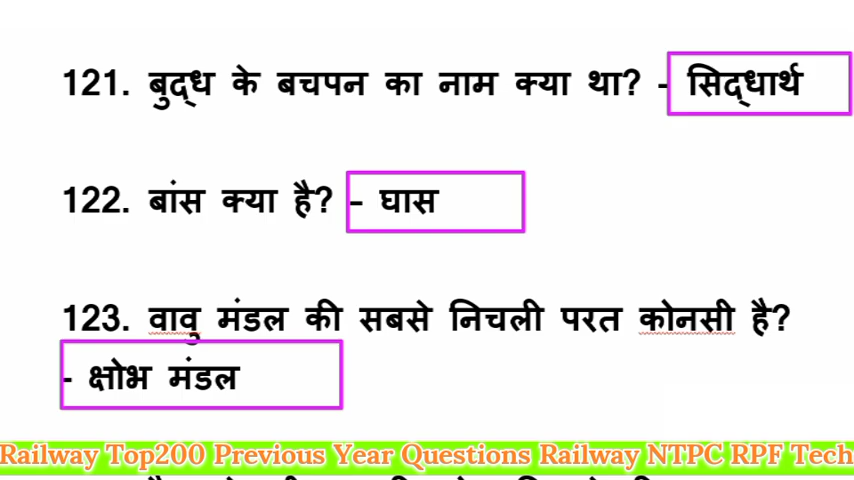 121. बुद्ध के बचपन का नाम क्या था? - सिद्धार्थ
122. बांस क्या है? - घास
123. वावु मंडल की सबसे निचली परत कोनसी है?
- क्षोभ मंडल
Railway Top200 Previous Year Questions Railway NTPC RPF Tech